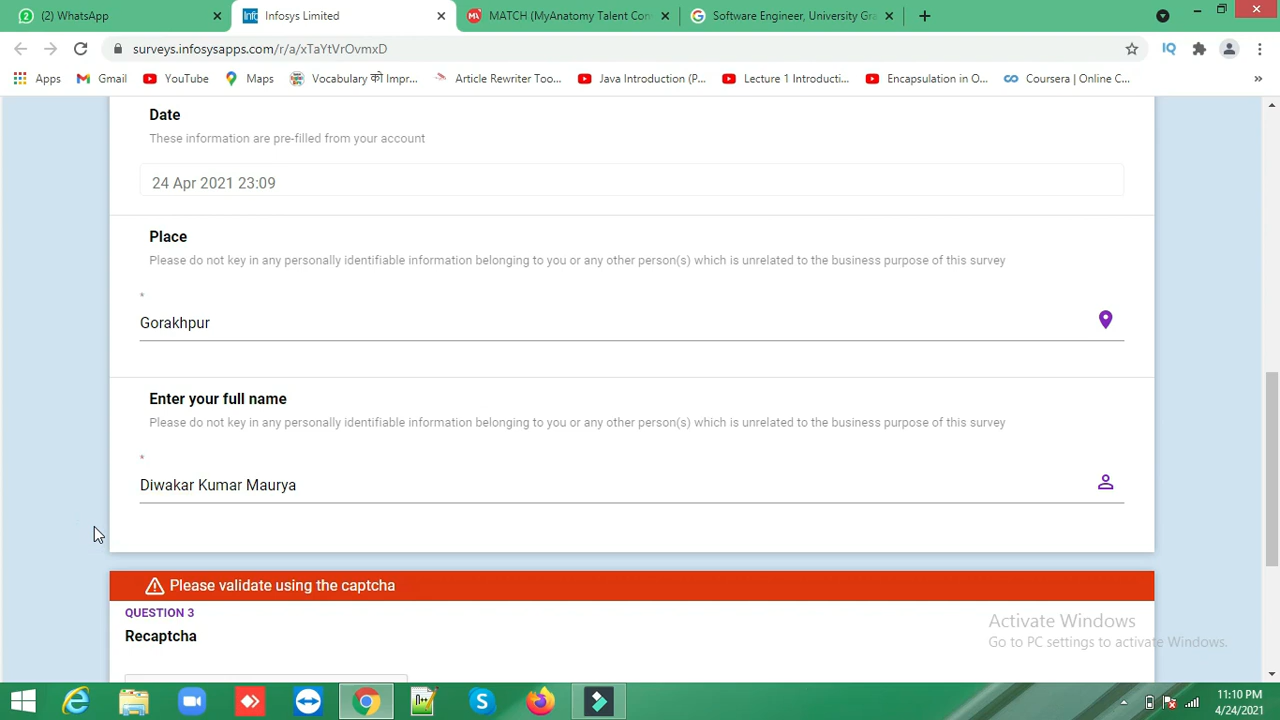 (2) WhatsApp
Infosys Limited
MATCH (MyAnatomy Talent Con
Software Engineer, University Gra
surveys.infosysapps.com/r/a/xTaYtVrOvmxD
Apps
Gmail
YouTube
Maps
Vocabulary को Impr...
Article Rewriter Too...
Java Introduction (P...
Lecture 1 Introducti...
Encapsulation in O...
Coursera | Online C...
»
Date
These information are pre-filled from your account
24 Apr 2021 23:09
Place
Please do not key in any personally identifiable information belonging to you or any other person(s) which is unrelated to the business purpose of this survey
*
Gorakhpur
Enter your full name
Please do not key in any personally identifiable information belonging to you or any other person(s) which is unrelated to the business purpose of this survey
*
Diwakar Kumar Maurya
Please validate using the captcha
QUESTION 3
Recaptcha
Activate Windows
Go to PC settings to activate Windows.
11:10 PM
4/24/2021